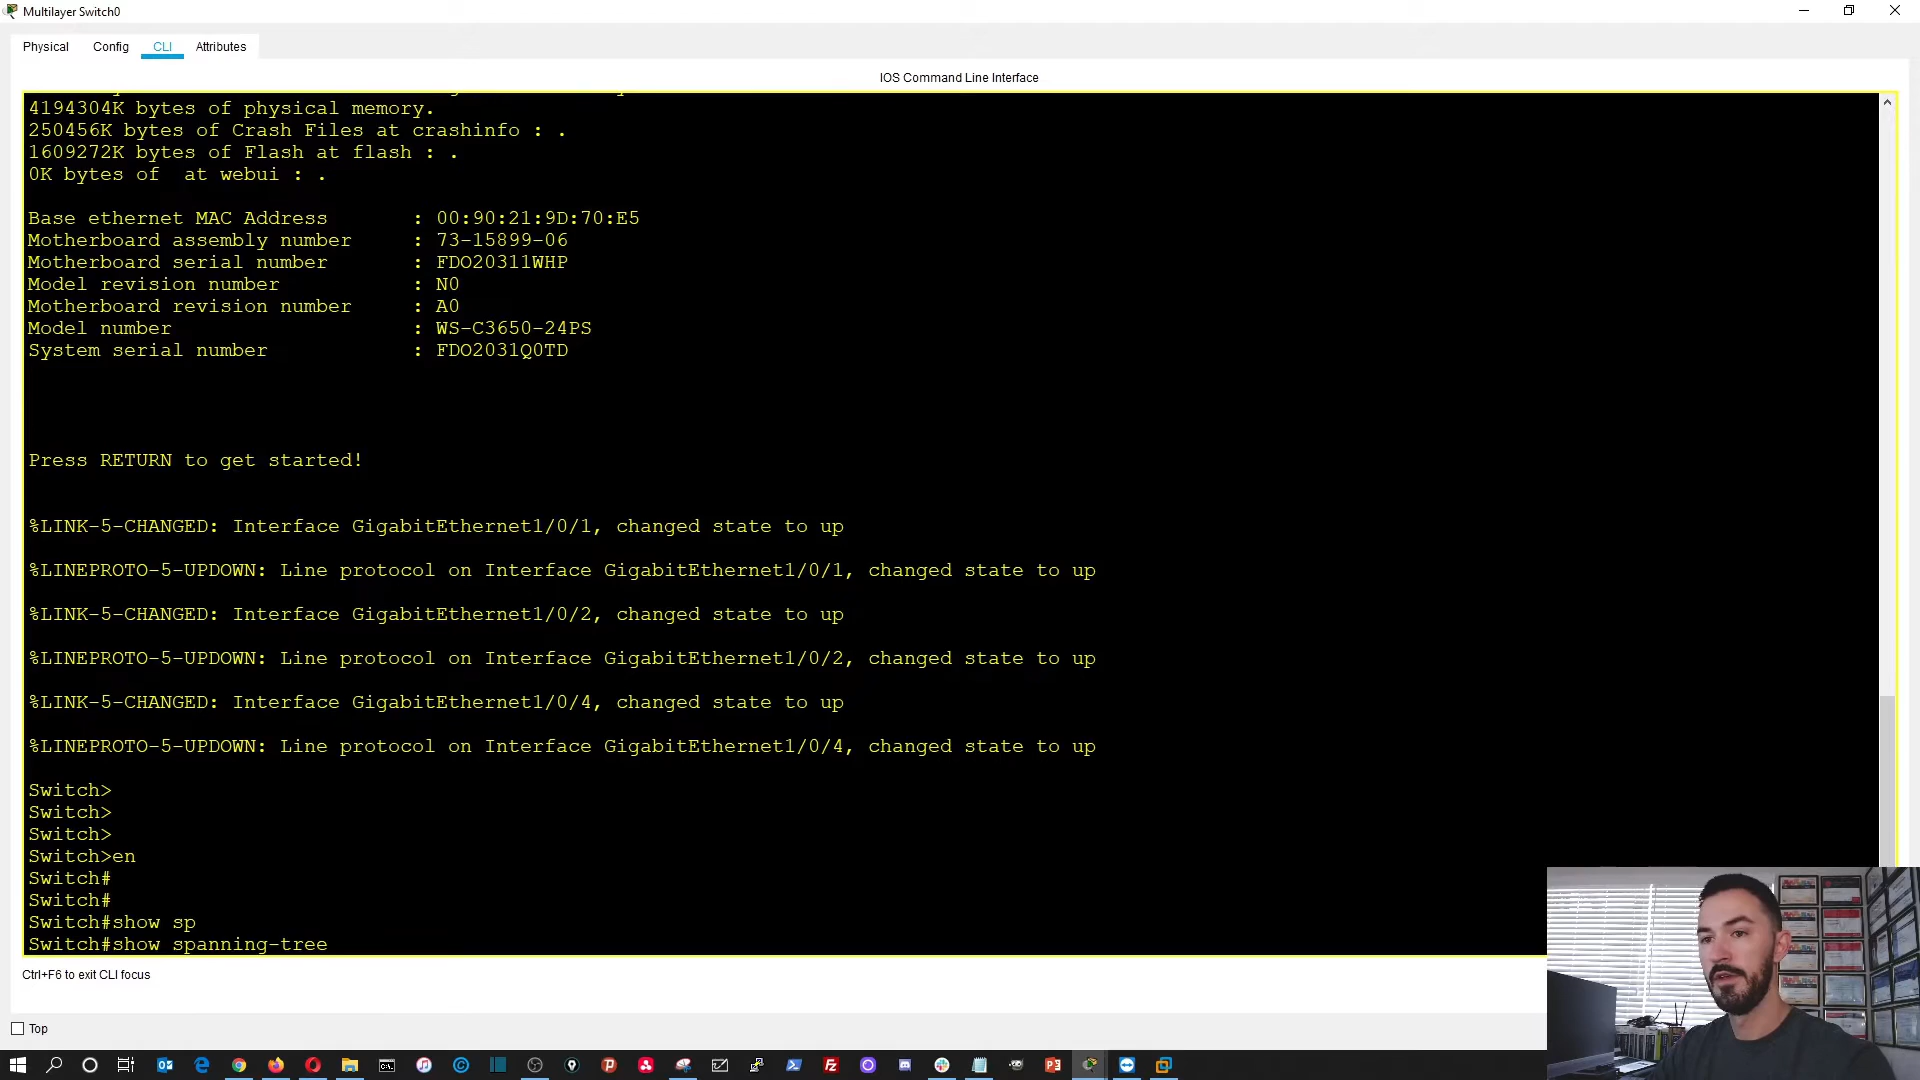 Multilayer Switch0
Physical Config CLI Attributes
IOS Command Line Interface
4194304K bytes of physical memory.
250456K bytes of Crash Files at crashinfo : .
1609272K bytes of Flash at flash : .
0K bytes of  at webui : .
Base ethernet MAC Address : 00:90:21:9D:70:E5
Motherboard assembly number : 73-15899-06
Motherboard serial number : FDO20311WHP
Model revision number : N0
Motherboard revision number : A0
Model number : WS-C3650-24PS
System serial number : FDO2031Q0TD
Press RETURN to get started!
%LINK-5-CHANGED: Interface GigabitEthernet1/0/1, changed state to up
%LINEPROTO-5-UPDOWN: Line protocol on Interface GigabitEthernet1/0/1, changed state to up
%LINK-5-CHANGED: Interface GigabitEthernet1/0/2, changed state to up
%LINEPROTO-5-UPDOWN: Line protocol on Interface GigabitEthernet1/0/2, changed state to up
%LINK-5-CHANGED: Interface GigabitEthernet1/0/4, changed state to up
%LINEPROTO-5-UPDOWN: Line protocol on Interface GigabitEthernet1/0/4, changed state to up
Switch>
Switch>
Switch>
Switch>en
Switch#
Switch#
Switch#show sp
Switch#show spanning-tree
Ctrl+F6 to exit CLI focus
Top